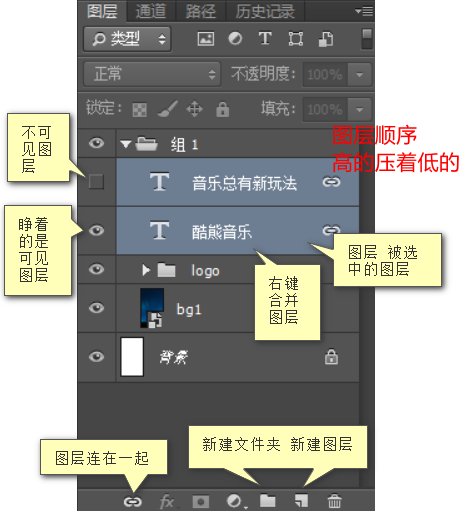 图层 通道 路径 历史记录
类型
正常 不透明度: 100%
锁定: 填充: 100%
不可
见图
层
组 1
图层顺序
高的压着低的
音乐总有新玩法
睁着
的是
可见
图层
酷熊音乐
图层 被选
中的图层
logo
右键
合并
图层
bg1
背景
图层连在一起
新建文件夹 新建图层
fx